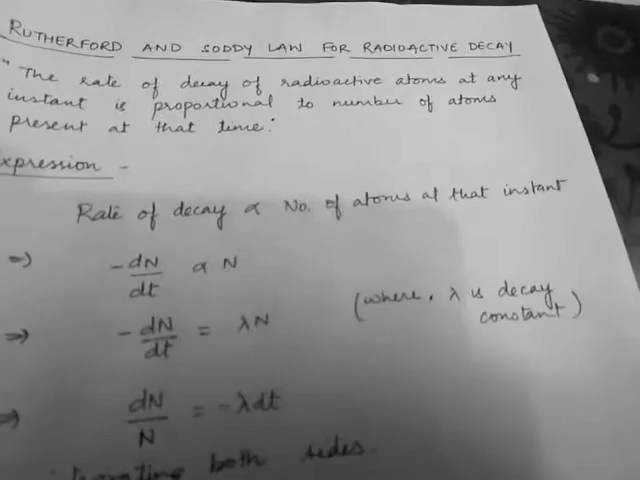 RUTHERFORD AND SODDY LAW FOR RADIOACTIVE DECAY
"The rate of decay of radioactive atoms at any
instant is proportional to number of atoms
present at that time."
xpression -
Rate of decay ∝ No. of atoms at that instant
⇒ -dN/dt ∝ N
⇒ -dN/dt = λN (where, λ is decay constant)
⇒ dN/N = -λdt
both sides.